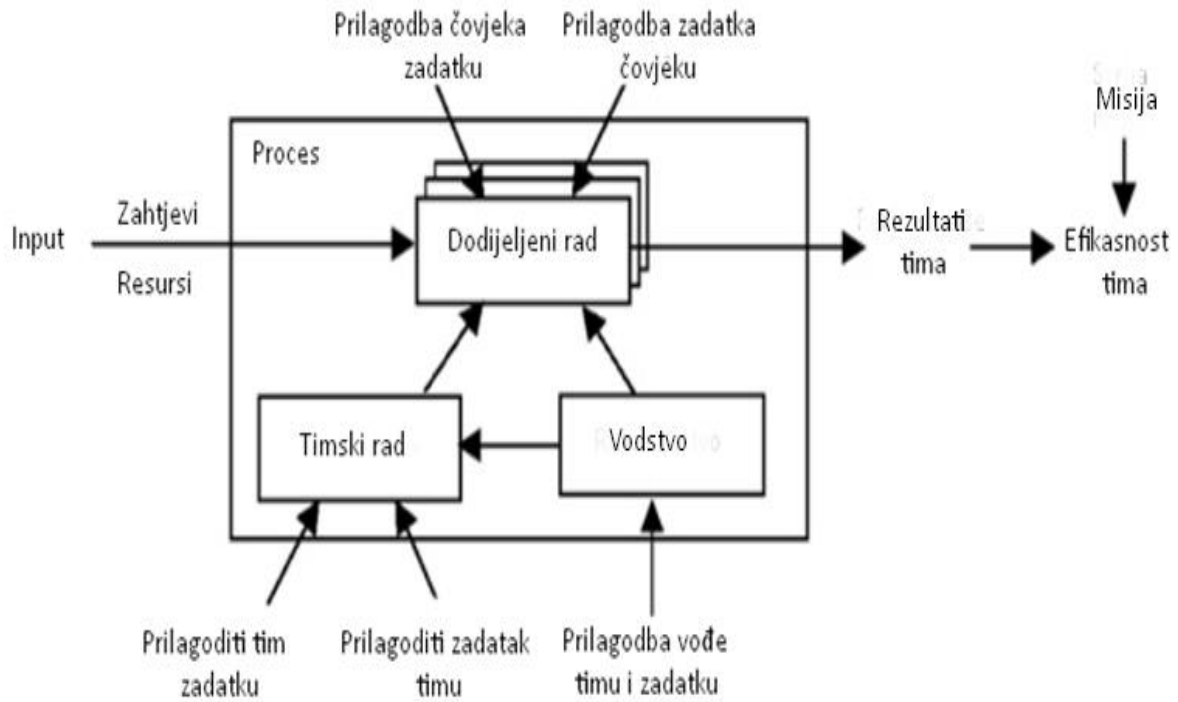 Prilagodba čovjeka
zadatku
Prilagodba zadatka
čovjeku
Misija
Proces
Input
Zahtjevi
Resursi
Dodijeljeni rad
Rezultati
tima
Efikasnost
tima
Timski rad
Vodstvo
Prilagoditi tim
zadatku
Prilagoditi zadatak
timu
Prilagodba vođe
timu i zadatku